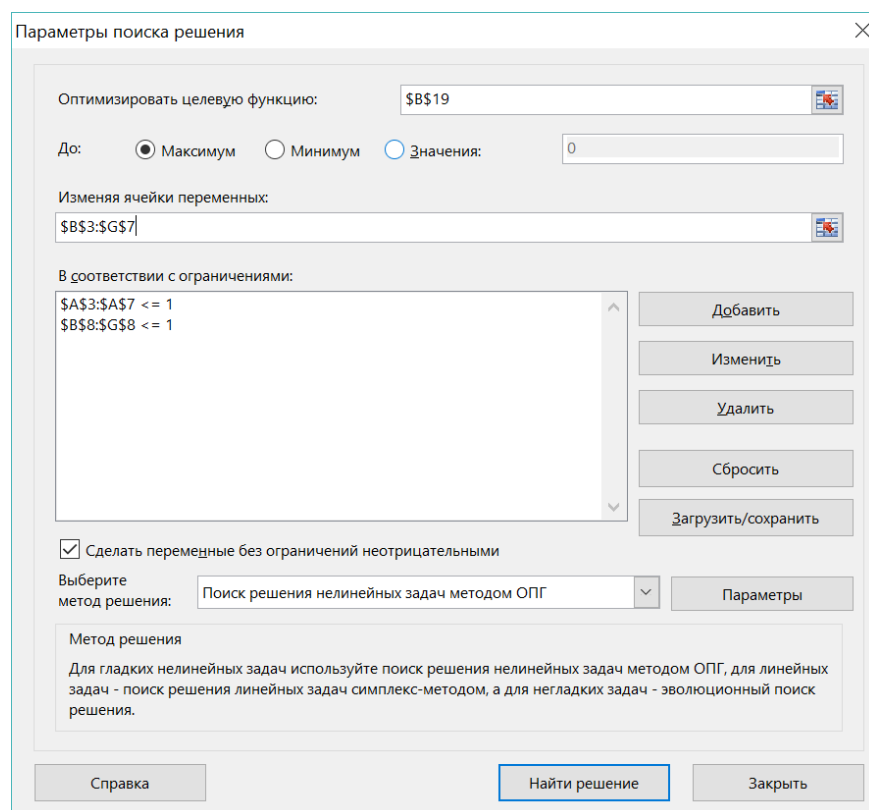 Параметры поиска решения
Оптимизировать целевую функцию:
$B$19
До:
Максимум
Минимум
Значения:
0
Изменяя ячейки переменных:
$B$3:$G$7
В соответствии с ограничениями:
$A$3:$A$7 <= 1
$B$8:$G$8 <= 1
Добавить
Изменить
Удалить
Сбросить
Загрузить/сохранить
Сделать переменные без ограничений неотрицательными
Выберите
метод решения:
Поиск решения нелинейных задач методом ОПГ
Параметры
Метод решения
Для гладких нелинейных задач используйте поиск решения нелинейных задач методом ОПГ, для линейных
задач - поиск решения линейных задач симплекс-методом, а для негладких задач - эволюционный поиск
решения.
Справка
Найти решение
Закрыть